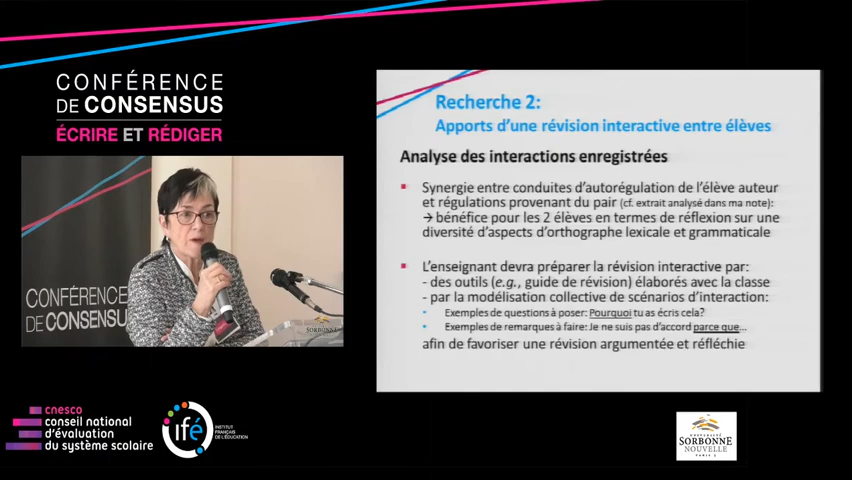 CONFÉRENCE
DE CONSENSUS
ÉCRIRE ET RÉDIGER
Recherche 2:
Apports d'une révision interactive entre élèves
Analyse des interactions enregistrées
Synergie entre conduites d'autorégulation de l'élève auteur
et régulations provenant du pair (cf. extrait analysé dans ma note):
→ bénéfice pour les 2 élèves en termes de réflexion sur une
diversité d'aspects d'orthographe lexicale et grammaticale
L'enseignant devra préparer la révision interactive par:
- des outils (e.g., guide de révision) élaborés avec la classe
- par la modélisation collective de scénarios d'interaction:
Exemples de questions à poser: Pourquoi tu as écris cela?
Exemples de remarques à faire: Je ne suis pas d'accord parce que...
afin de favoriser une révision argumentée et réfléchie
CONFÉRENCE
DE CONSENSUS
SORBONNE
cnesco
conseil national
d'évaluation
du système scolaire
ifé
INSTITUT
FRANÇAIS
DE L'ÉDUCATION
UNIVERSITÉ
SORBONNE
NOUVELLE
PARIS 3